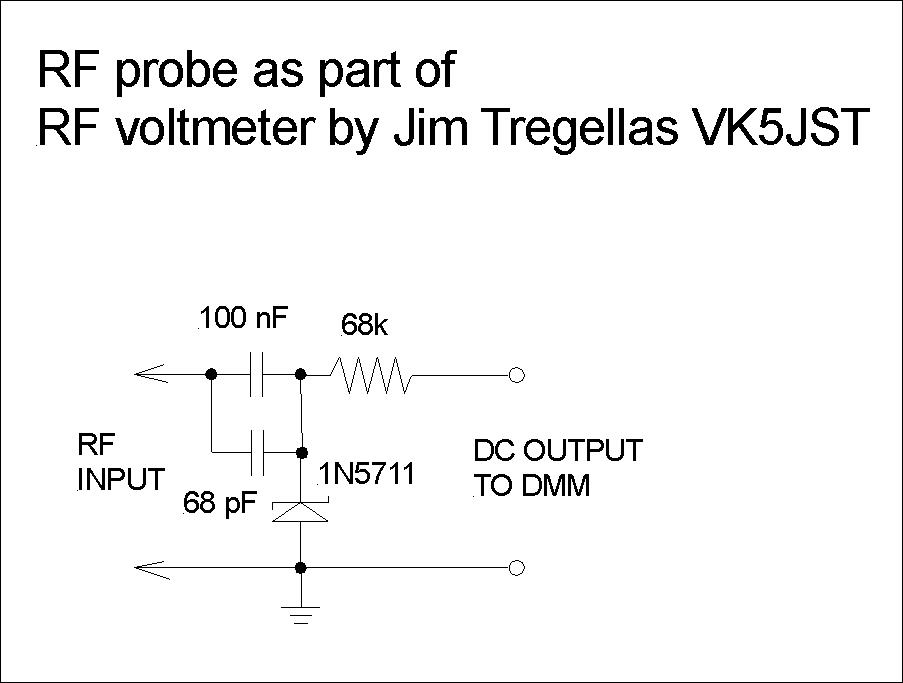 RF probe as part of
RF voltmeter by Jim Tregellas VK5JST
100 nF
68k
RF
INPUT
68 pF
1N5711
DC OUTPUT
TO DMM